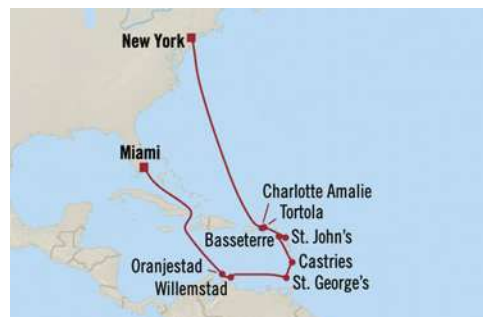 New York
Miami
Charlotte Amalie
Tortola
Basseterre
St. John's
Castries
Oranjestad
St. George's
Willemstad